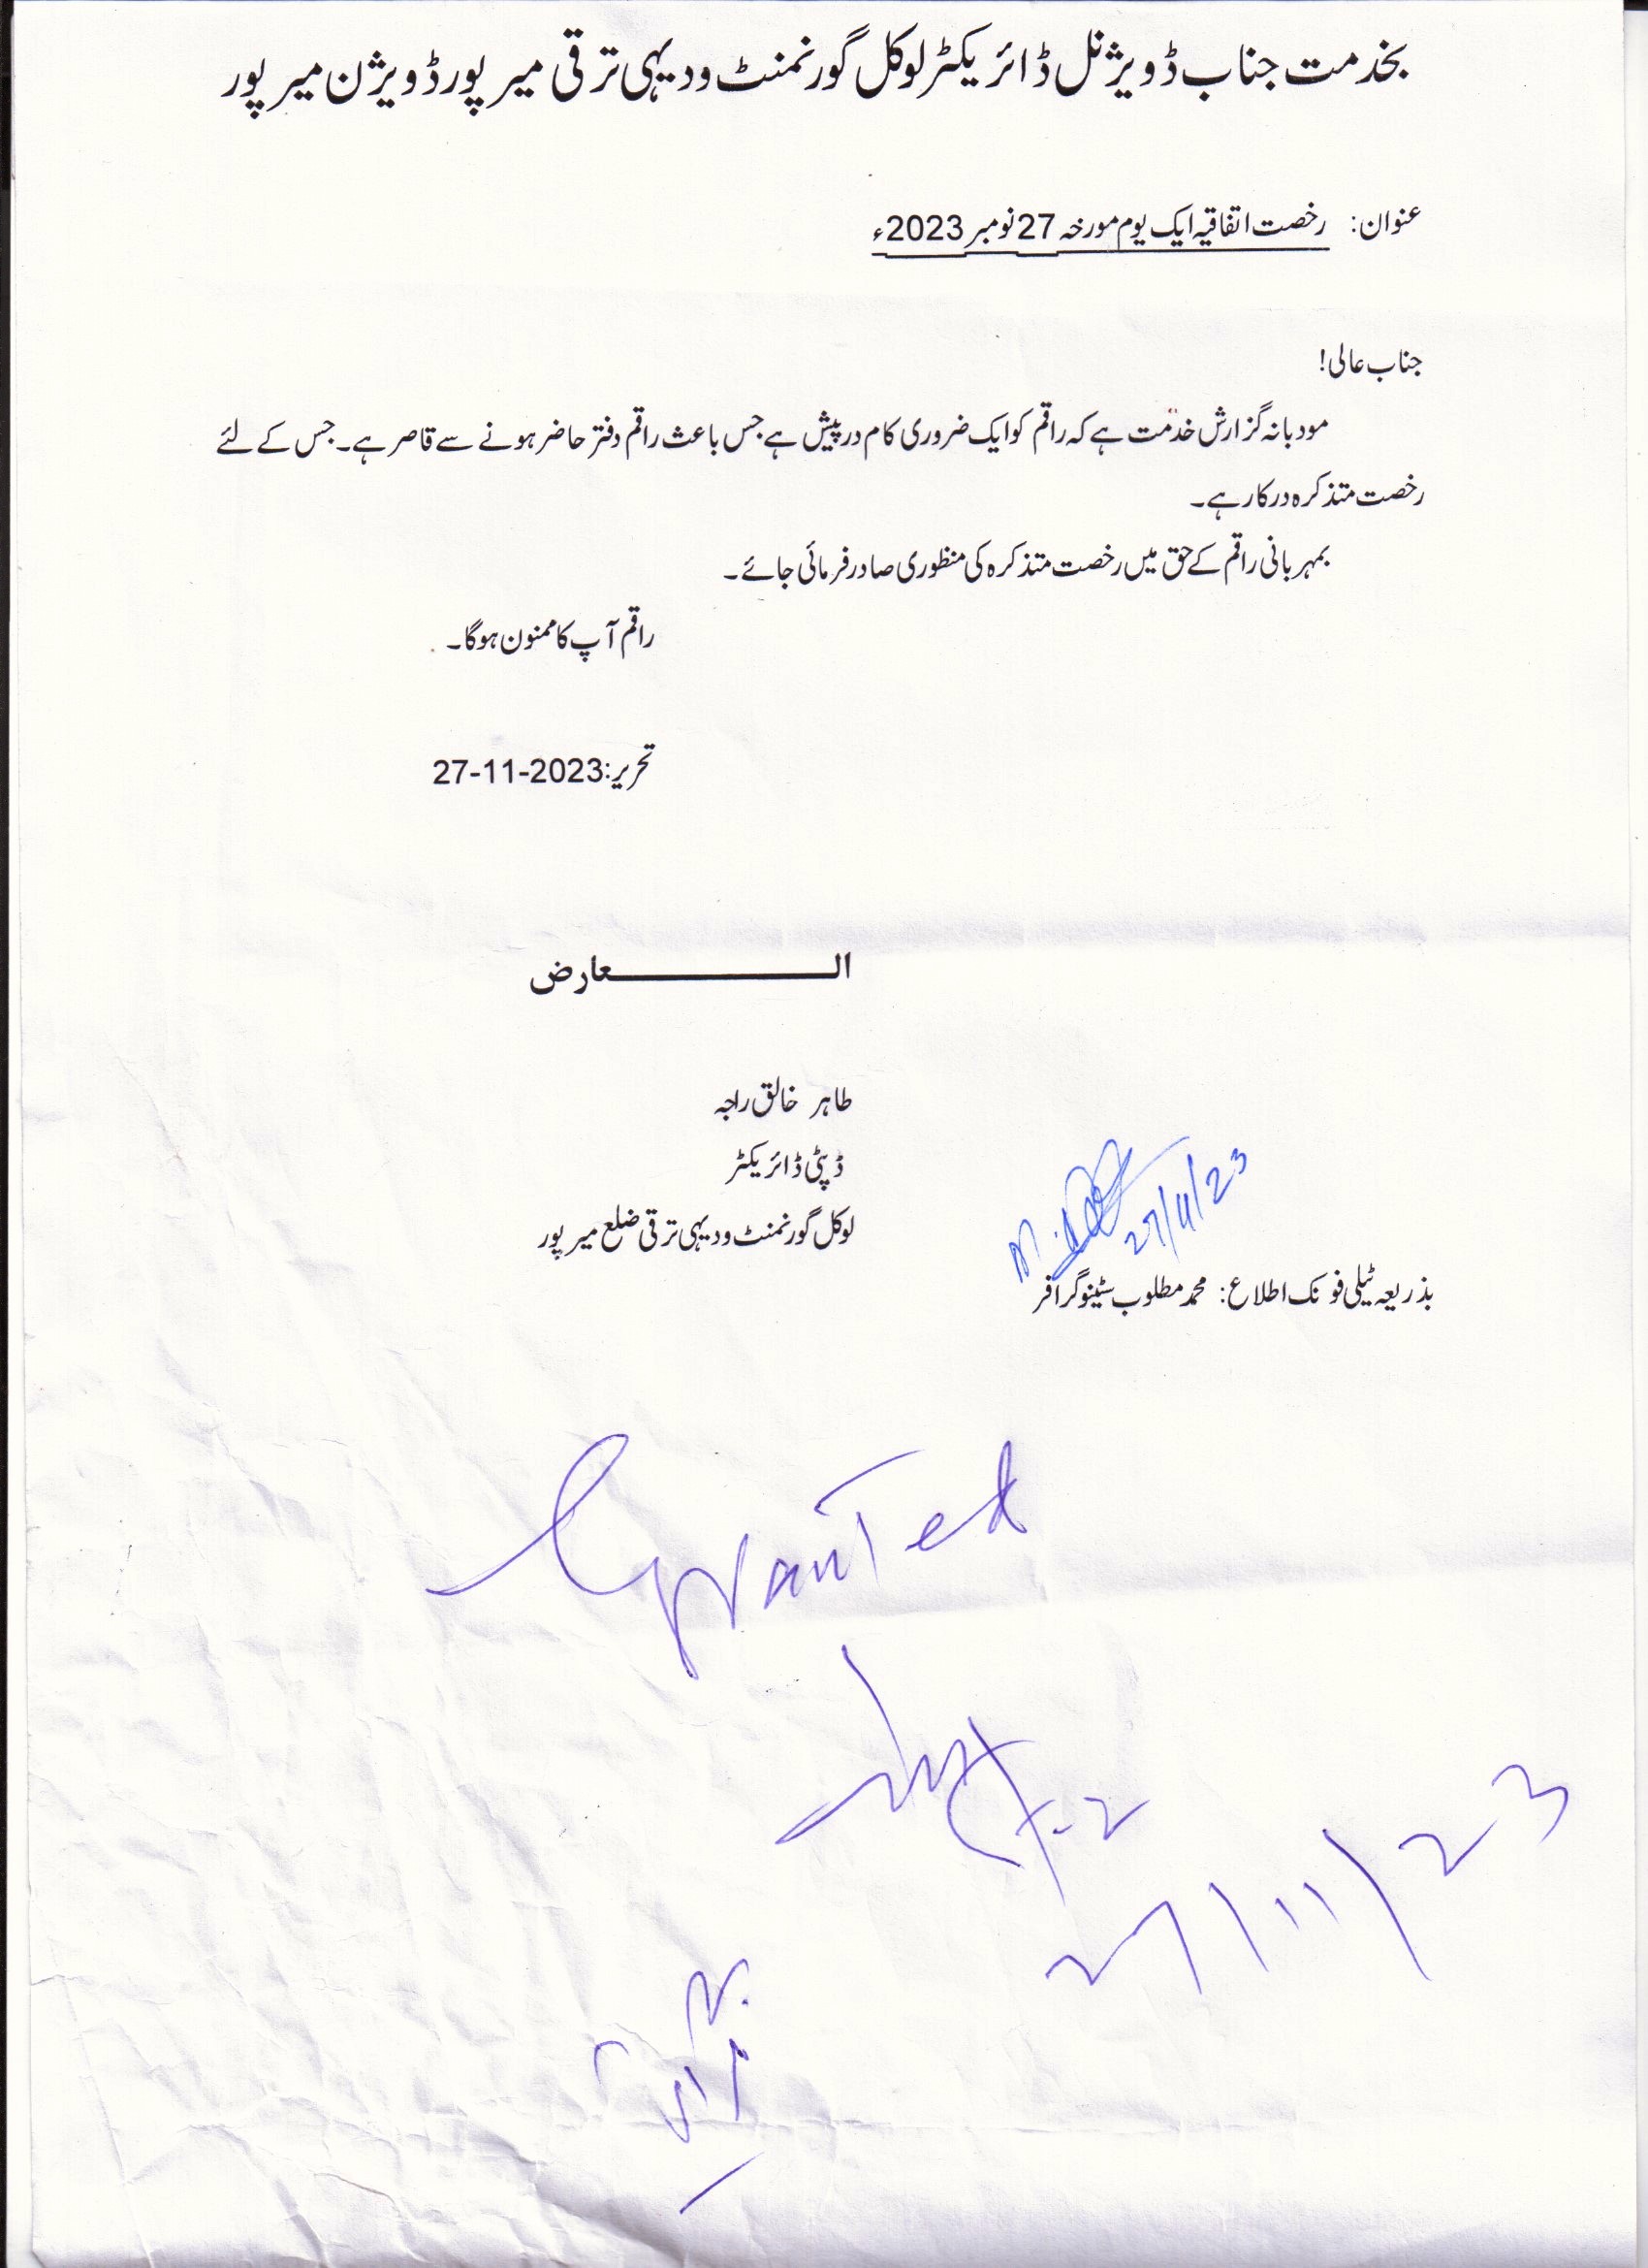 بخدمت جناب ڈویژنل ڈائریکٹر لوکل گورنمنٹ و دیہی ترقی میرپور ڈویژن میرپور
عنوان: رخصت اتفاقیہ ایک یوم مورخہ 27 نومبر 2023ء
جناب عالی!
مودبانہ گزارش خدمت ہے کہ راقم کو ایک ضروری کام درپیش ہے جس باعث راقم دفتر حاضر ہونے سے قاصر ہے۔ جس کے لئے
رخصت متذکرہ درکار ہے۔
بمہربانی راقم کے حق میں رخصت متذکرہ کی منظوری صادر فرمائی جائے۔
راقم آپ کا ممنون ہوگا۔
تحریر: 27-11-2023
العارض
طاہر خالق راجہ
ڈپٹی ڈائریکٹر
لوکل گورنمنٹ و دیہی ترقی ضلع میرپور
27/11/23
بذریعہ ٹیلی فونک اطلاع: محمد مطلوب سٹینوگرافر
Granted
27/11/23